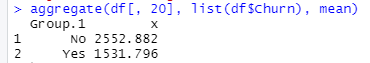 > aggregate(df[, 20], list(df$Churn), mean)
  Group.1        x
1      No 2552.882
2     Yes 1531.796